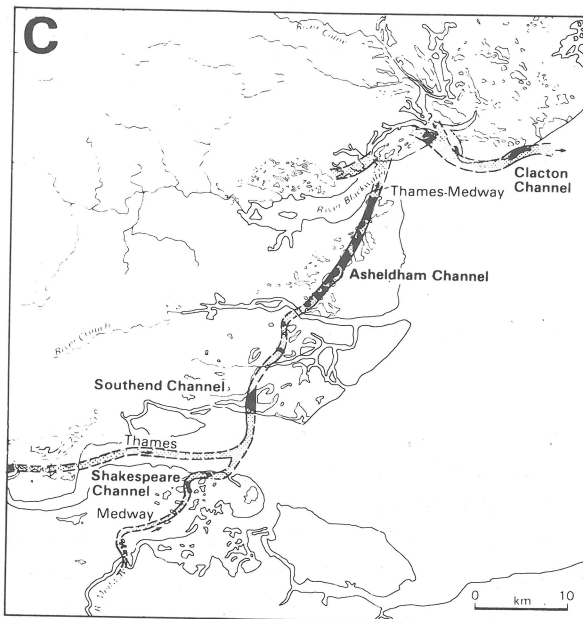 C
River Colne
Clacton
Channel
River Blackwater
Thames-Medway
Asheldham Channel
River Crouch
Southend Channel
Thames
Shakespeare
Channel
Medway
0 10
km